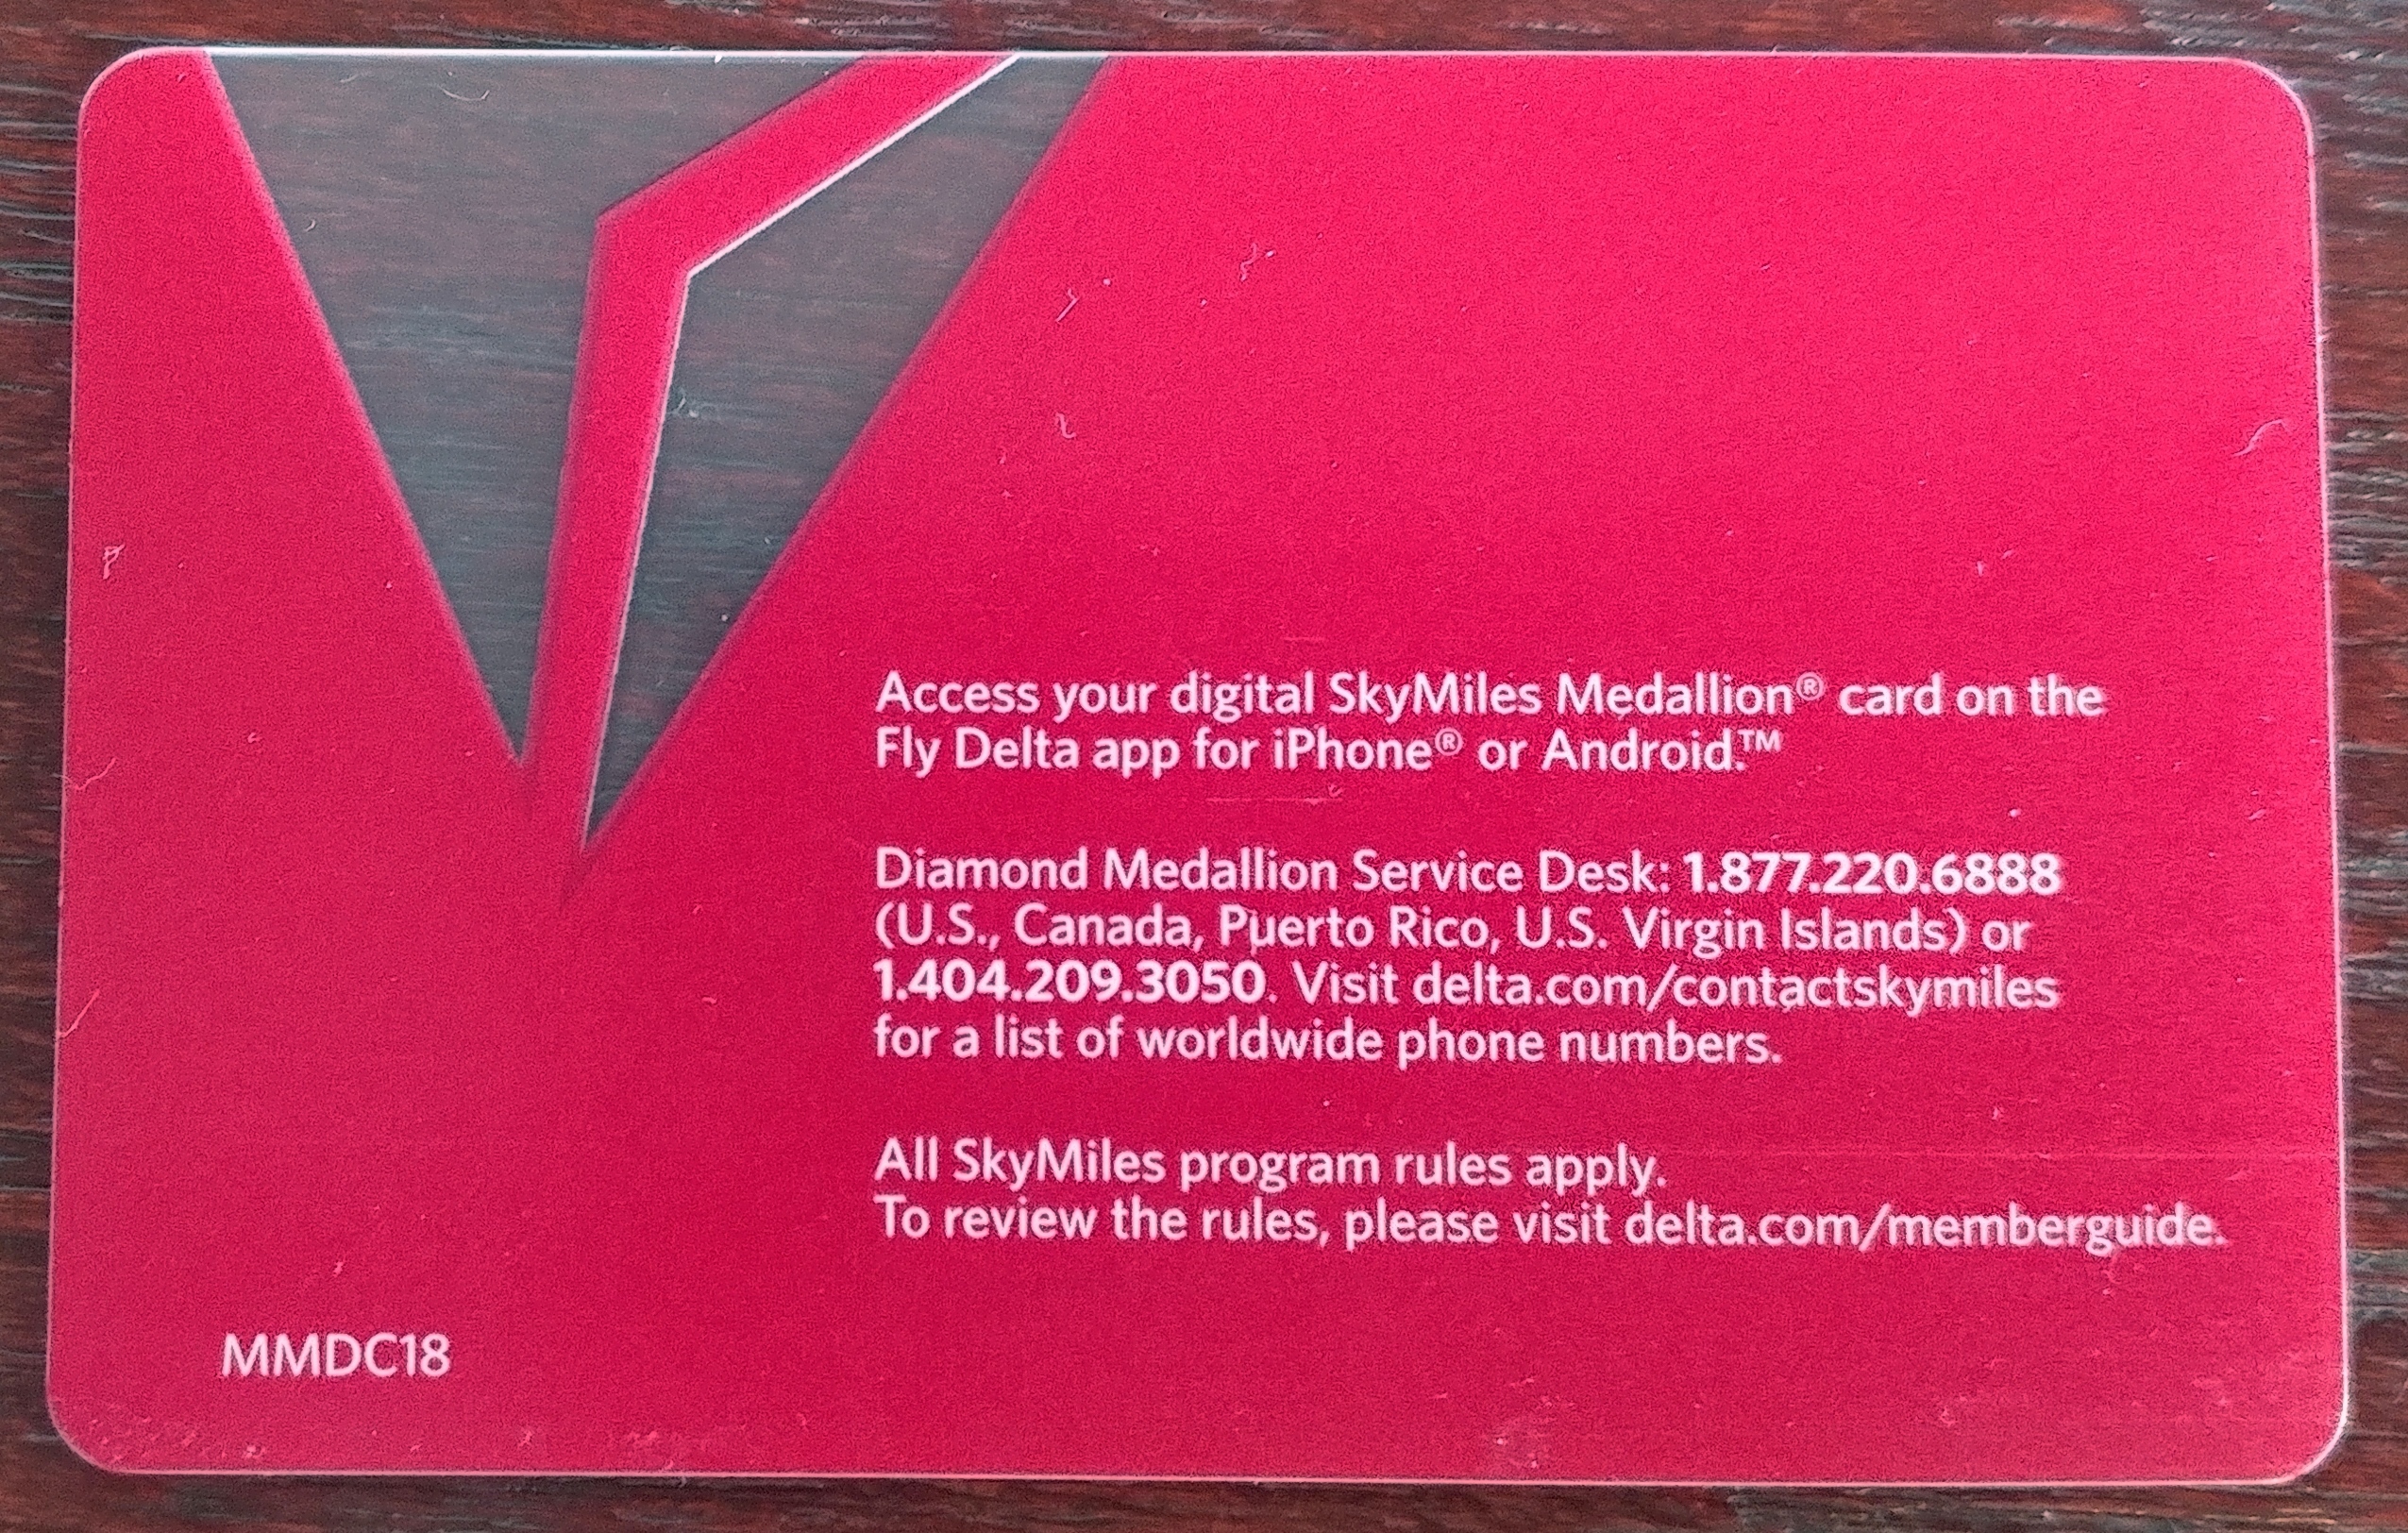 Access your digital SkyMiles Medallion® card on the
Fly Delta app for iPhone® or Android.™
Diamond Medallion Service Desk: 1.877.220.6888
(U.S., Canada, Puerto Rico, U.S. Virgin Islands) or
1.404.209.3050. Visit delta.com/contactskymiles
for a list of worldwide phone numbers.
All SkyMiles program rules apply.
To review the rules, please visit delta.com/memberguide.
MMDC18